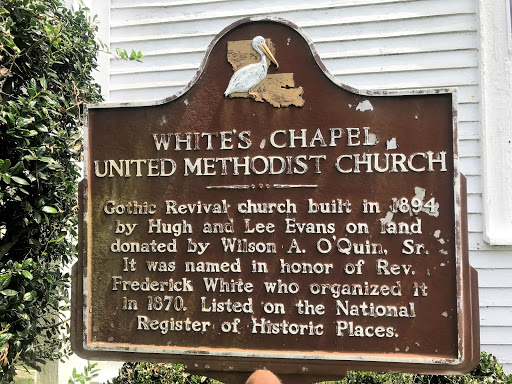 WHITE'S CHAPEL
UNITED METHODIST CHURCH
Gothic Revival church built in 1894
by Hugh and Lee Evans on land
donated by Wilson A. O'Quin, Sr.
It was named in honor of Rev.
Frederick White who organized it
in 1870. Listed on the National
Register of Historic Places.